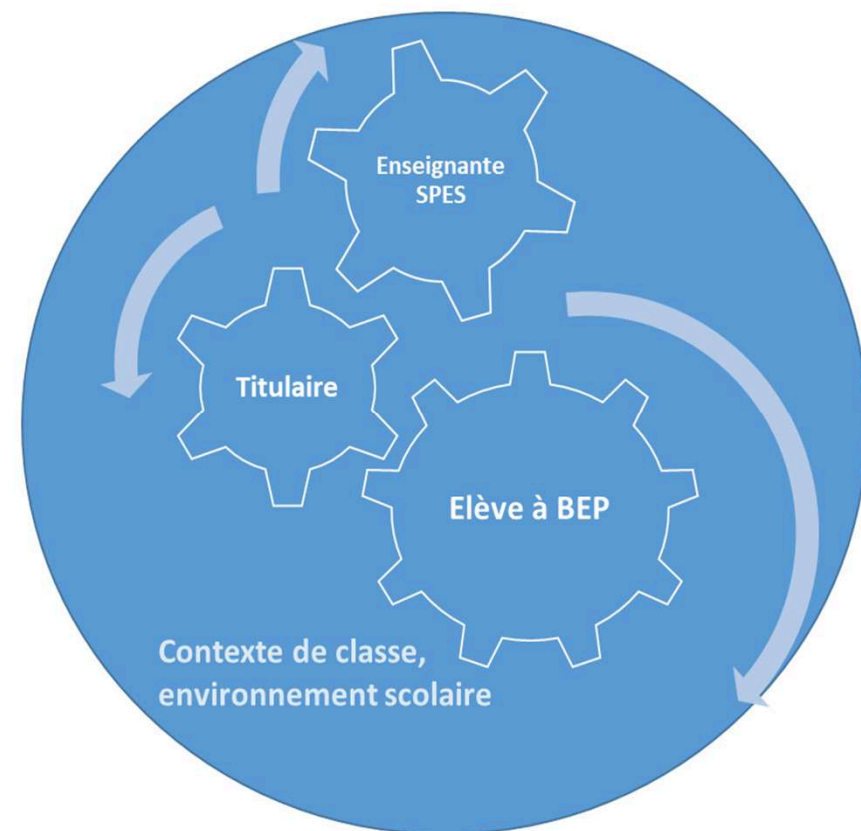 Enseignante
SPES
Titulaire
Elève à BEP
Contexte de classe,
environnement scolaire